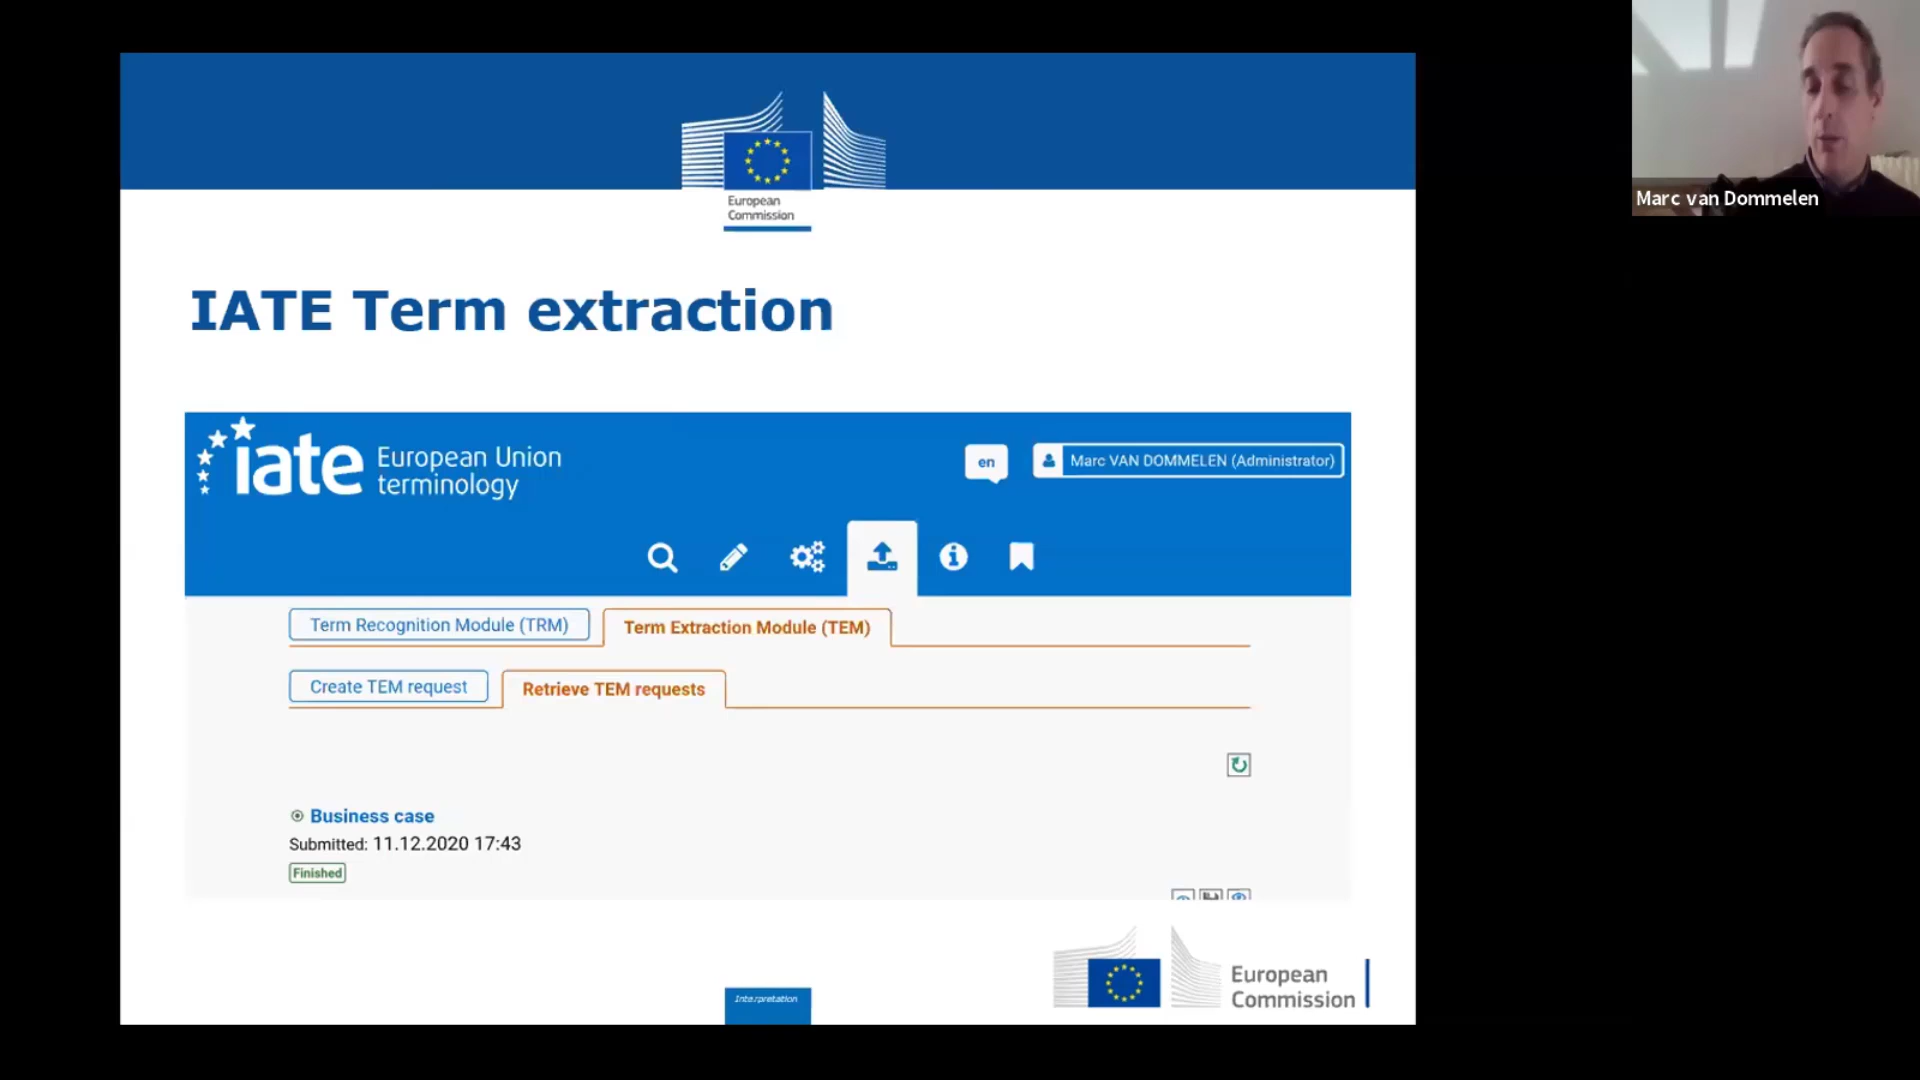 European
Commission
IATE Term extraction
iate European Union
terminology
en
Marc VAN DOMMELEN (Administrator)
Term Recognition Module (TRM)
Term Extraction Module (TEM)
Create TEM request
Retrieve TEM requests
Business case
Submitted: 11.12.2020 17:43
Finished
European
Commission
Interpretation
Marc van Dommelen